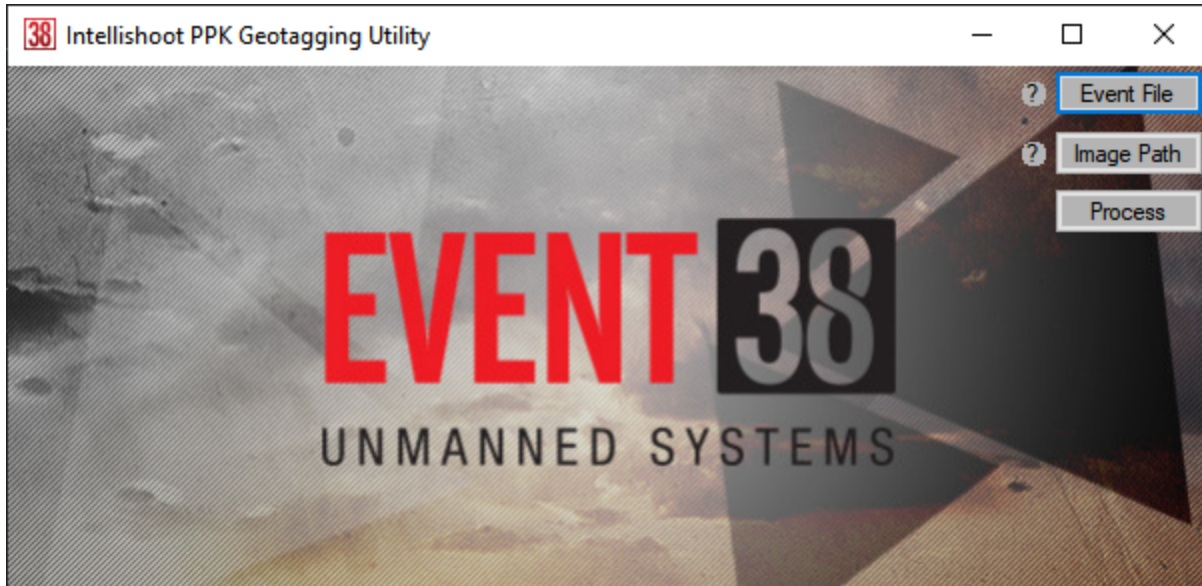 38 Intellishoot PPK Geotagging Utility
? Event File
? Image Path
Process
EVENT 38
UNMANNED SYSTEMS